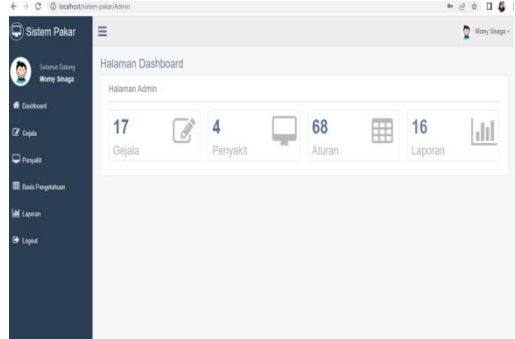 localhost/sistem-pakar/Admin
Sistem Pakar
Momy Sinaga
Selamat Datang
Momy Sinaga
Dashboard
Gejala
Penyakit
Basis Pengetahuan
Laporan
Logout
Halaman Dashboard
Halaman Admin
17
Gejala
4
Penyakit
68
Aturan
16
Laporan